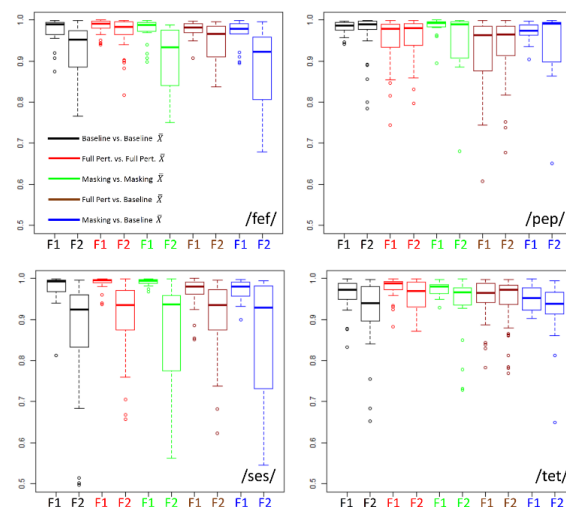 1.0
0.9
0.8
0.7
0.6
0.5
Baseline vs. Baseline X̄
Full Pert. vs. Full Pert. X̄
Masking vs. Masking X̄
Full Pert vs. Baseline X̄
Masking vs. Baseline X̄
/fef/
F1 F2 F1 F2 F1 F2 F1 F2 F1 F2
1.0
0.9
0.8
0.7
0.6
0.5
/pep/
F1 F2 F1 F2 F1 F2 F1 F2 F1 F2
1.0
0.9
0.8
0.7
0.6
0.5
/ses/
F1 F2 F1 F2 F1 F2 F1 F2 F1 F2
1.0
0.9
0.8
0.7
0.6
0.5
/tet/
F1 F2 F1 F2 F1 F2 F1 F2 F1 F2